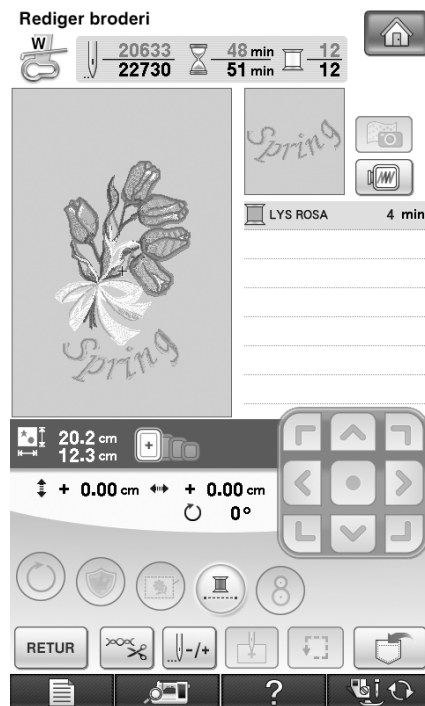 Rediger broderi
W
20633 48 min 12
22730 51 min 12
Spring
LYS ROSA 4 min
Spring
20.2 cm
12.3 cm
+ 0.00 cm + 0.00 cm
0°
RETUR
-/+
?